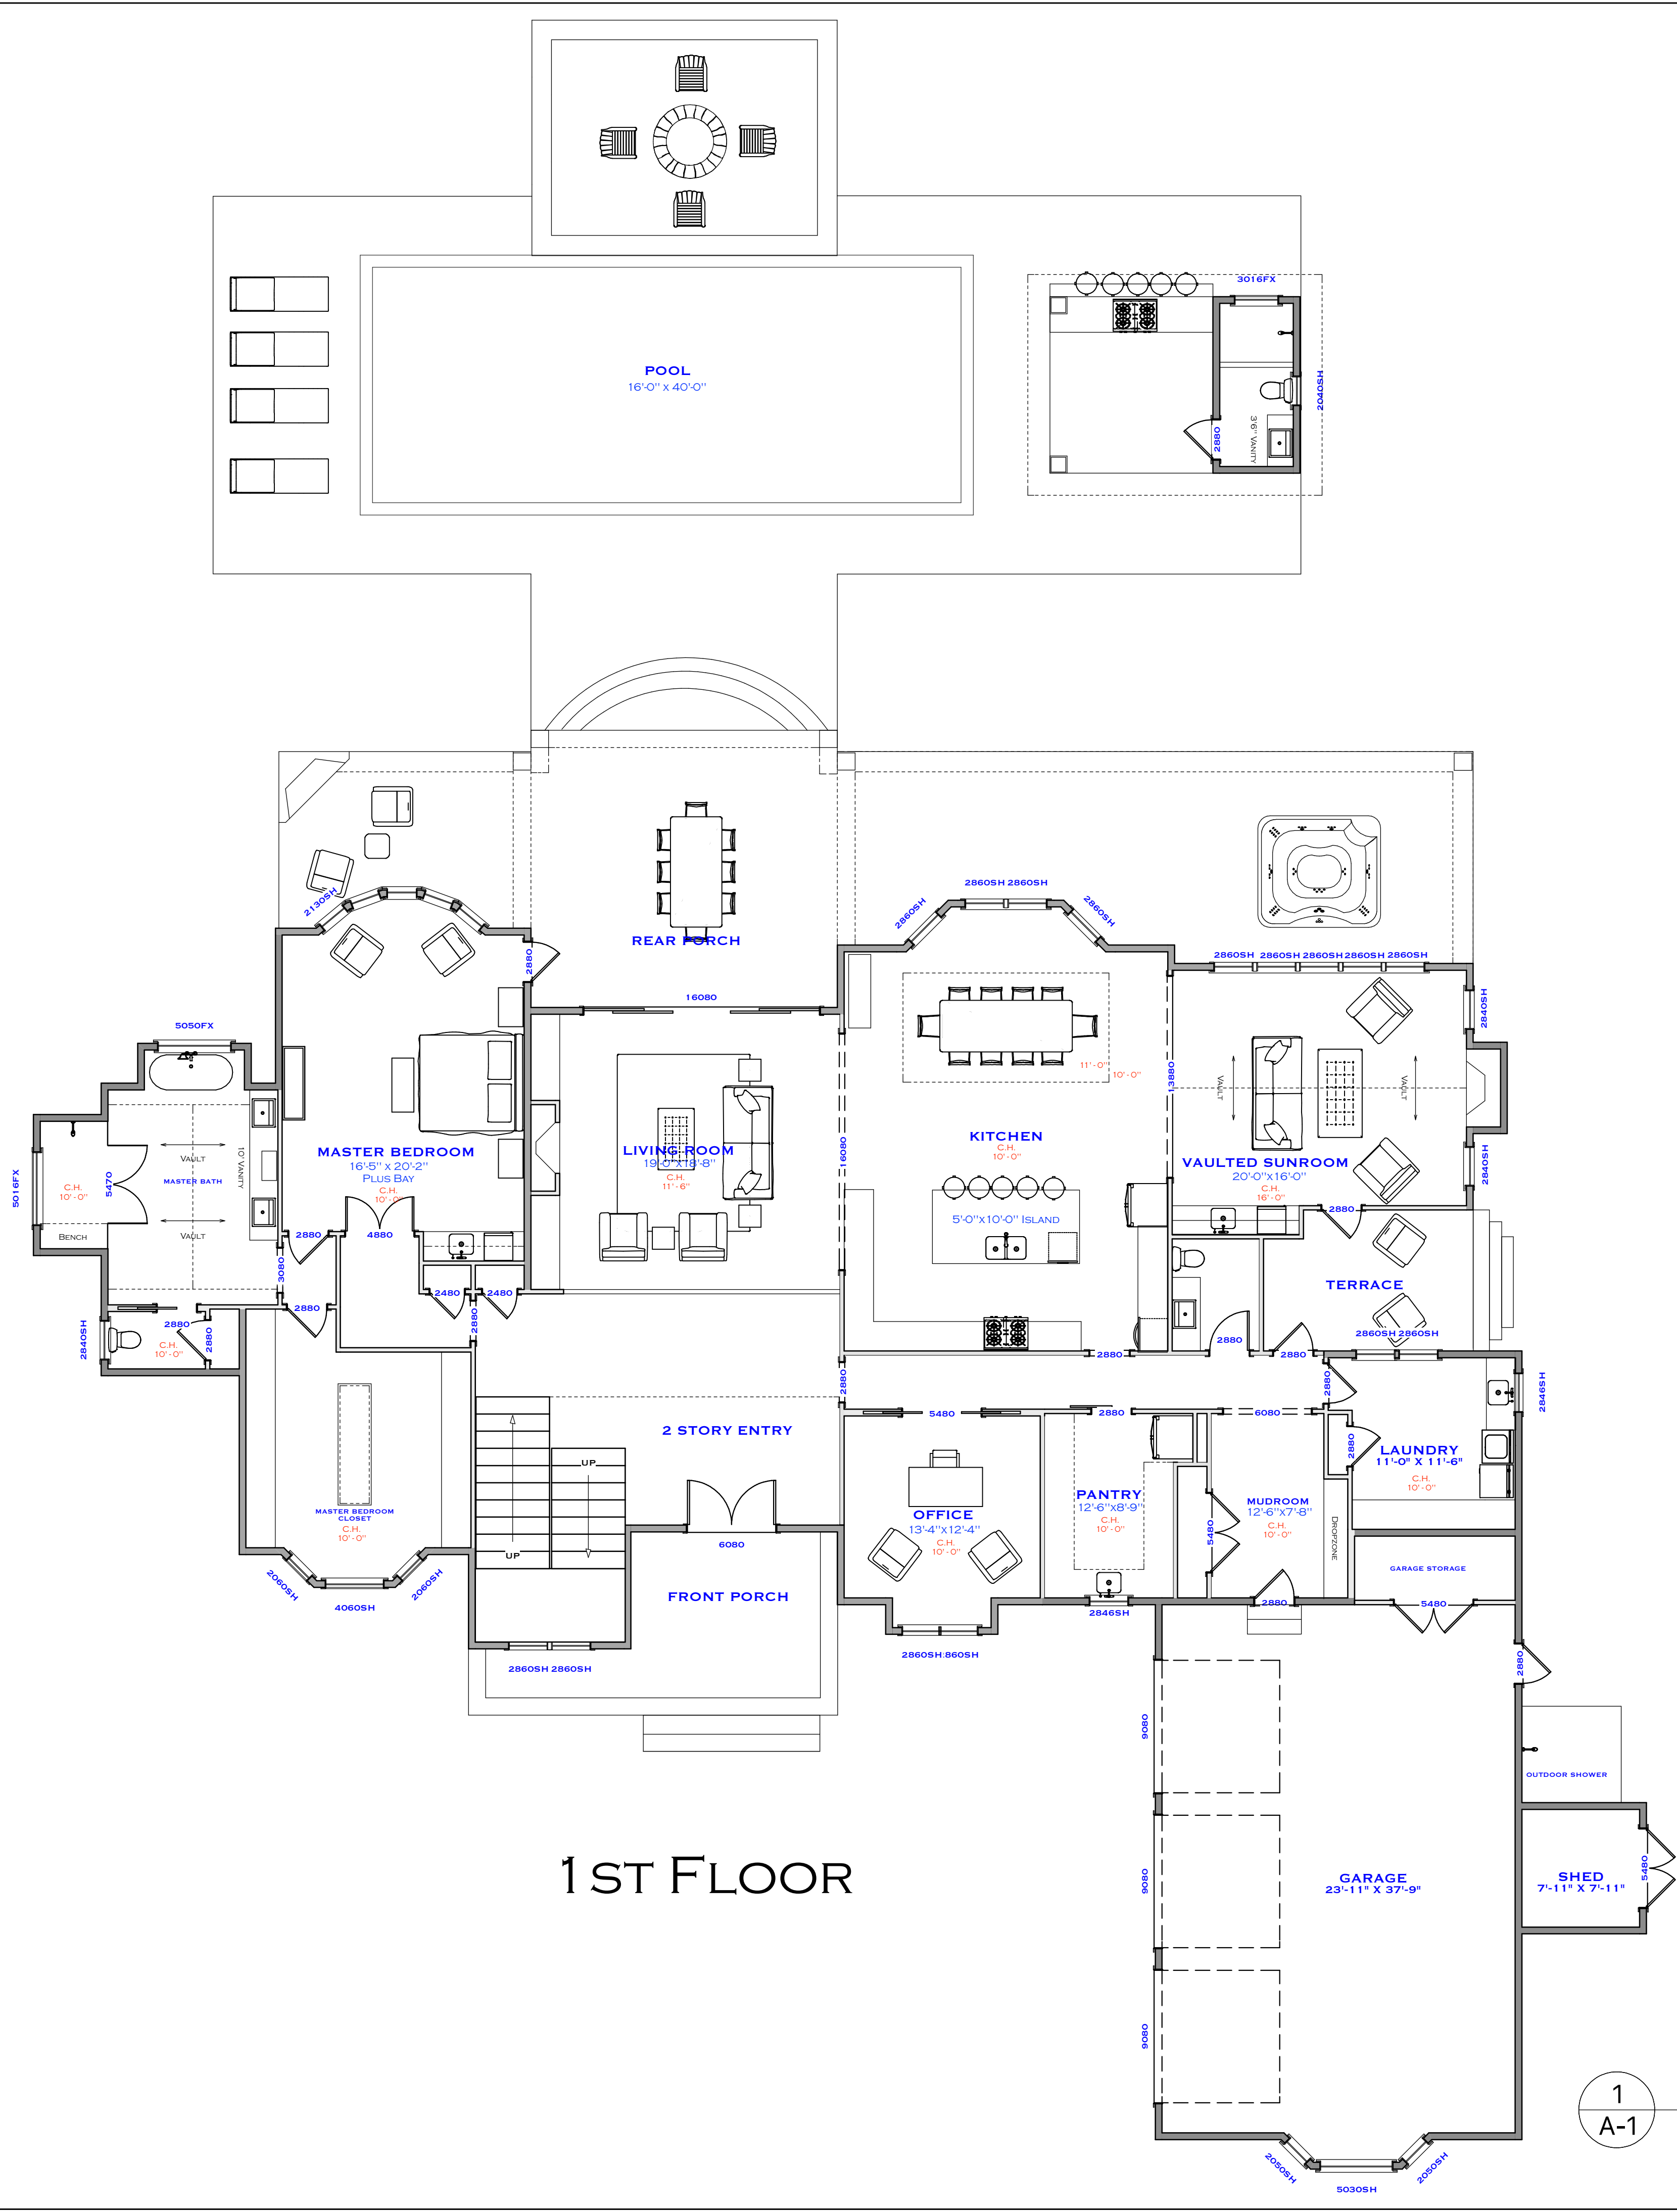 3016FX
POOL
16'-0" X 40'-0"
2040SH
2880
3'6" VANITY
2130SH
2860SH 2860SH
2860SH
2860SH
REAR PORCH
2880
2860SH 2860SH 2860SH 2860SH 2860SH
16080
2840SH
5050FX
11'-0"
10'-0"
13880
VAULT
VAULT
KITCHEN
C.H.
10'-0"
16080
MASTER BEDROOM
16'-5" X 20'-2"
PLUS BAY
C.H.
10'-0"
LIVING ROOM
19'-0"X18'-8"
C.H.
11'-6"
VAULTED SUNROOM
20'-0"X16'-0"
C.H.
16'-0"
2840SH
5016FX
C.H.
10'-0"
5470
VAULT
MASTER BATH
10' VANITY
VAULT
BENCH
5'-0"X10'-0" ISLAND
2880
2880
4880
3080
2480
2480
TERRACE
2880
2880
2880
2880
2840SH
C.H.
10'-0"
2860SH 2860SH
2880
2880
2880
2880
2880
2846SH
5480
2880
6080
2 STORY ENTRY
UP
2880
LAUNDRY
11'-0" X 11'-6"
C.H.
10'-0"
MASTER BEDROOM
CLOSET
C.H.
10'-0"
OFFICE
13'-4"X12'-4"
C.H.
10'-0"
PANTRY
12'-6"X8'-9"
C.H.
10'-0"
MUDROOM
12'-6"X7'-8"
C.H.
10'-0"
5480
DROPZONE
6080
UP
GARAGE STORAGE
2060SH
4060SH
2060SH
FRONT PORCH
2846SH
2880
5480
2860SH 2860SH
2860SH:860SH
2880
9080
OUTDOOR SHOWER
1ST FLOOR
9080
GARAGE
23'-11" X 37'-9"
SHED
7'-11" X 7'-11"
5480
9080
1
A-1
2050SH
5030SH
2050SH